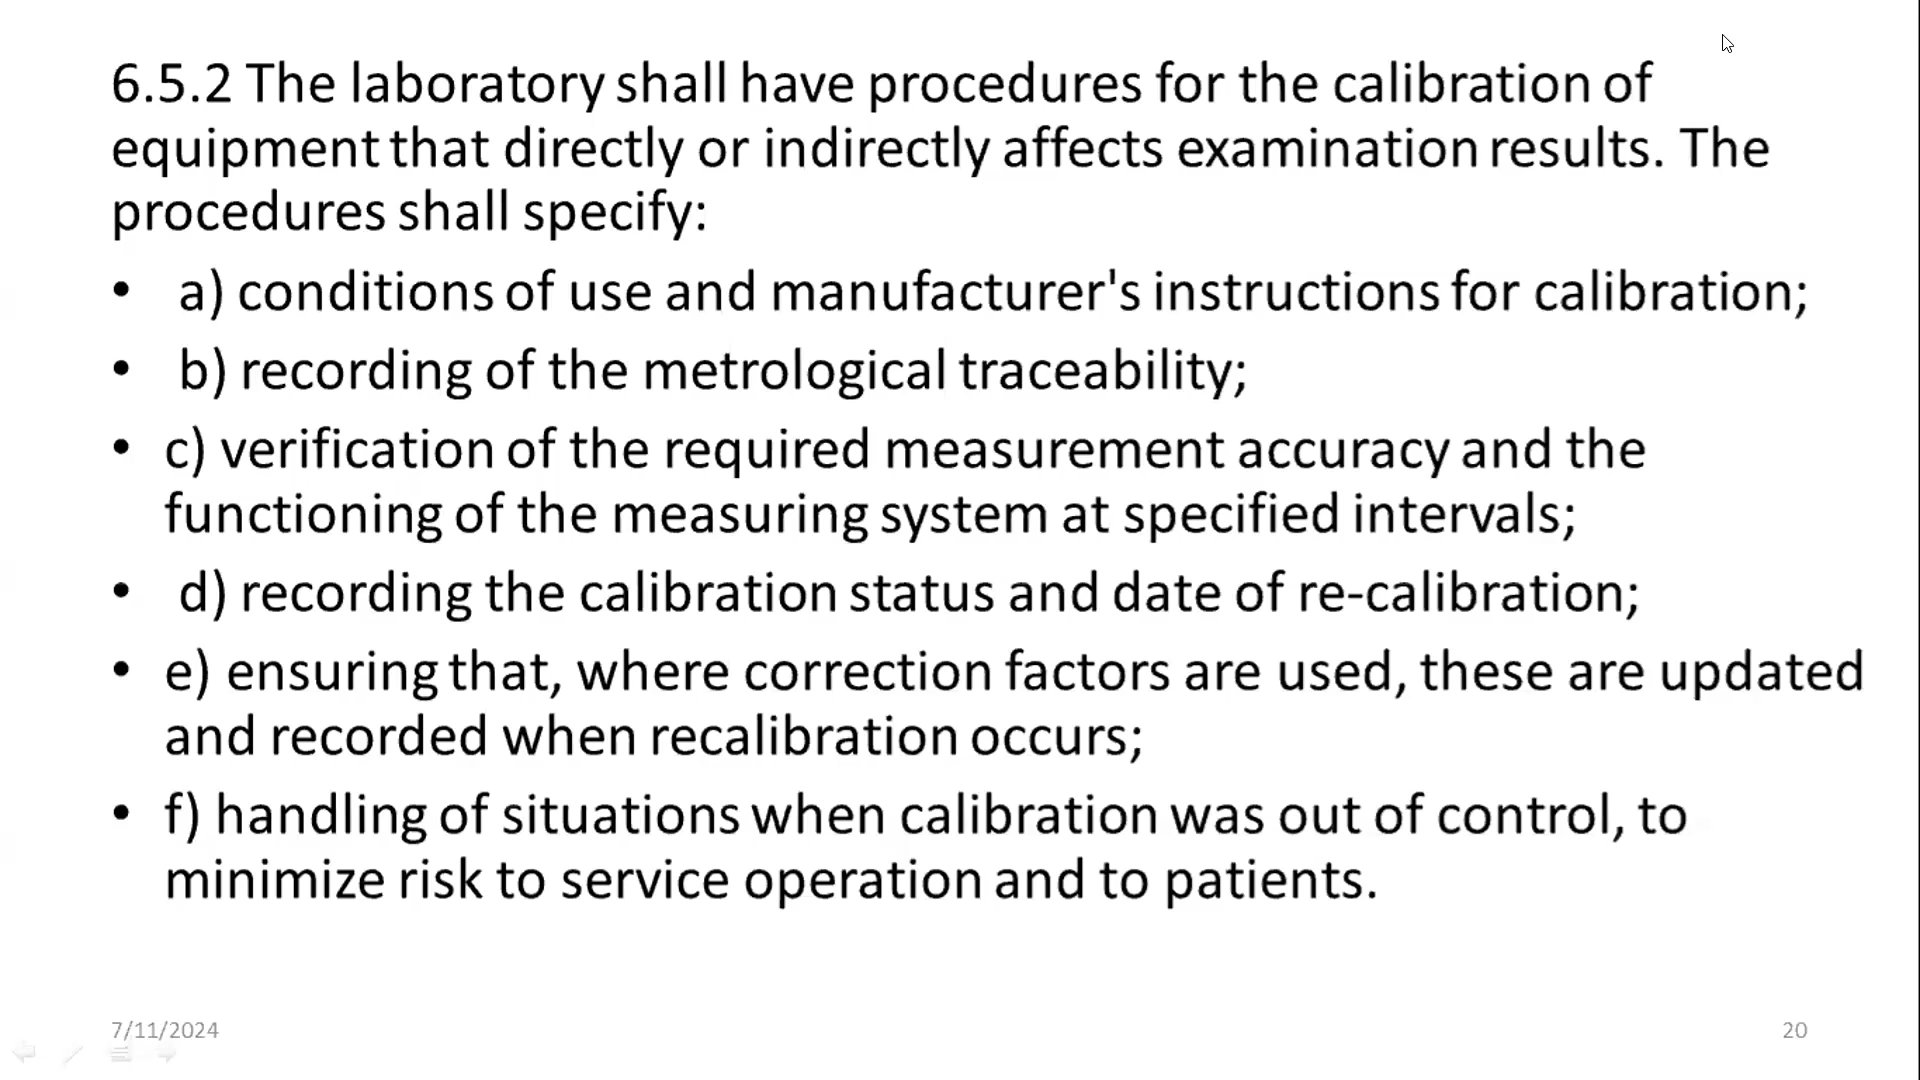 6.5.2 The laboratory shall have procedures for the calibration of
equipment that directly or indirectly affects examination results. The
procedures shall specify:
• a) conditions of use and manufacturer's instructions for calibration;
• b) recording of the metrological traceability;
• c) verification of the required measurement accuracy and the
functioning of the measuring system at specified intervals;
• d) recording the calibration status and date of re-calibration;
• e) ensuring that, where correction factors are used, these are updated
and recorded when recalibration occurs;
• f) handling of situations when calibration was out of control, to
minimize risk to service operation and to patients.
7/11/2024
20